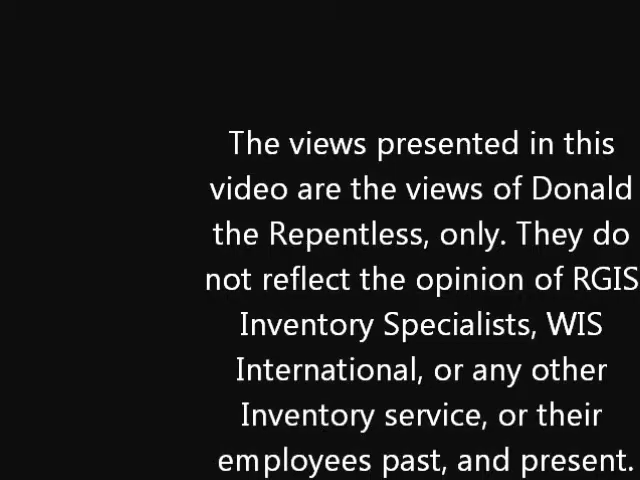 The views presented in this
video are the views of Donald
the Repentless, only. They do
not reflect the opinion of RGIS
Inventory Specialists, WIS
International, or any other
Inventory service, or their
employees past, and present.